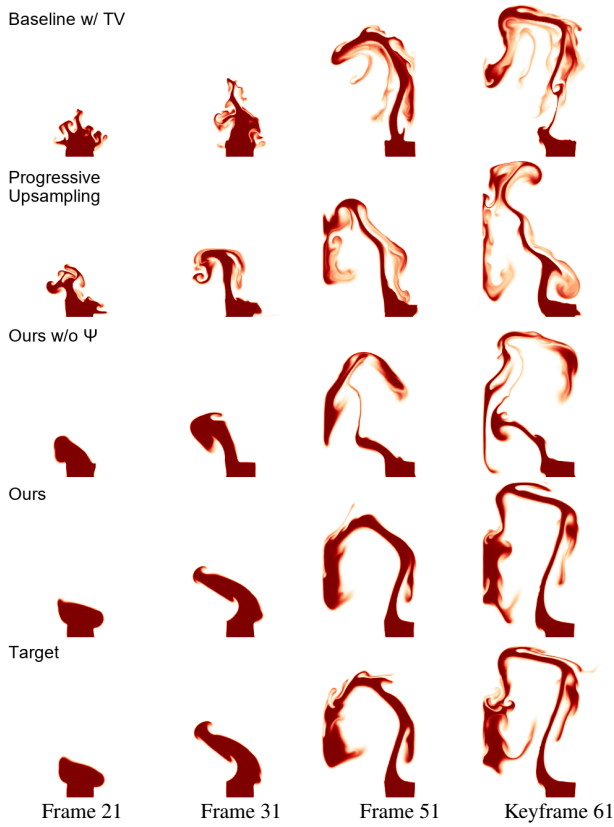 Baseline w/ TV
Progressive
Upsampling
Ours w/o Ψ
Ours
Target
Frame 21
Frame 31
Frame 51
Keyframe 61